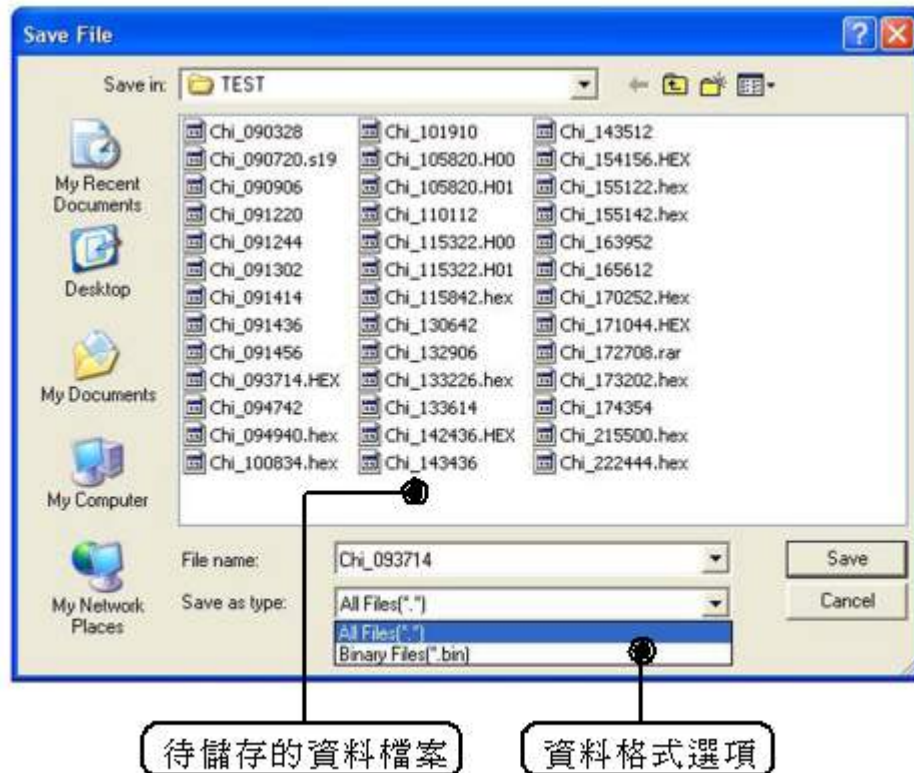 Save File
Save in: TEST
My Recent Documents
Desktop
My Documents
My Computer
My Network Places
Chi_090328
Chi_090720.s19
Chi_090906
Chi_091220
Chi_091244
Chi_091302
Chi_091414
Chi_091436
Chi_091456
Chi_093714.HEX
Chi_094742
Chi_094940.hex
Chi_100834.hex
Chi_101910
Chi_105820.H00
Chi_105820.H01
Chi_110112
Chi_115322.H00
Chi_115322.H01
Chi_115842.hex
Chi_130642
Chi_132906
Chi_133226.hex
Chi_133614
Chi_142436.HEX
Chi_143436
Chi_143512
Chi_154156.HEX
Chi_155122.hex
Chi_155142.hex
Chi_163952
Chi_165612
Chi_170252.Hex
Chi_171044.HEX
Chi_172708.rar
Chi_173202.hex
Chi_174354
Chi_215500.hex
Chi_222444.hex
File name: Chi_093714 Save
Save as type: All Files(*.*) Cancel
All Files(*.*)
Binary Files(*.bin)
待儲存的資料檔案
資料格式選項